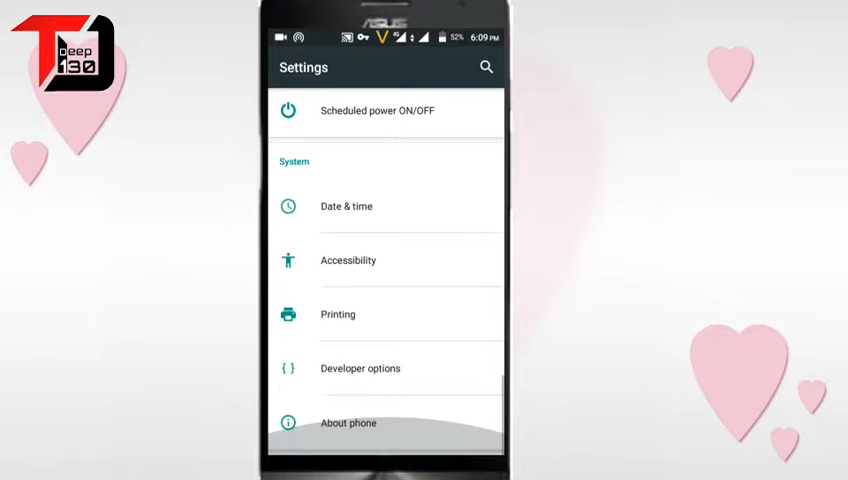 Deep
130
ASUS
4G
52%
6:09 PM
Settings
Scheduled power ON/OFF
System
Date & time
Accessibility
Printing
Developer options
About phone